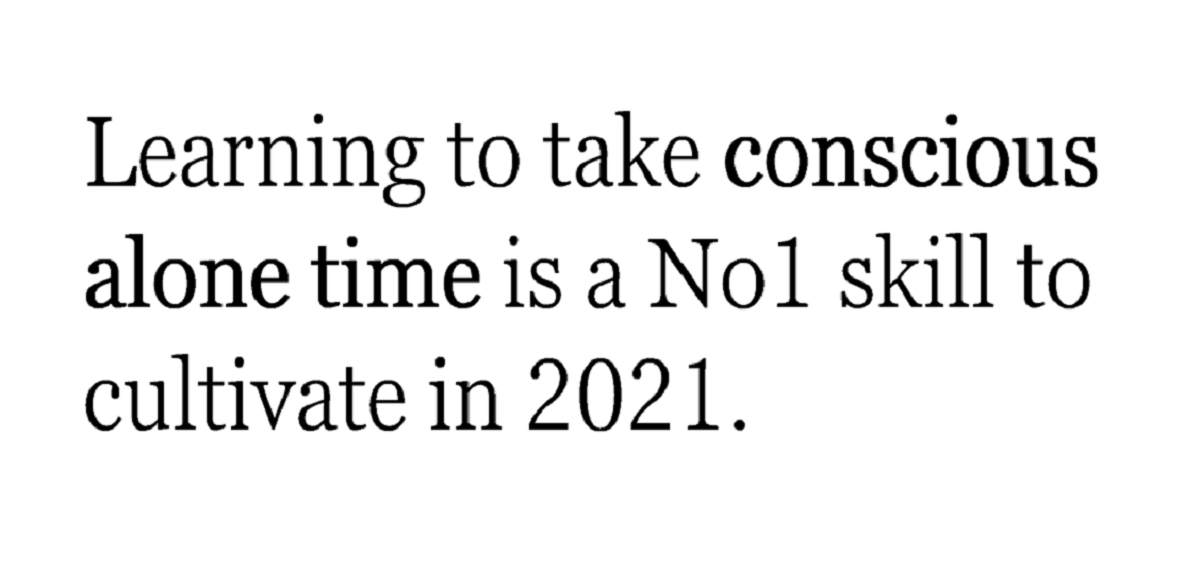 Learning to take conscious
alone time is a No1 skill to
cultivate in 2021.